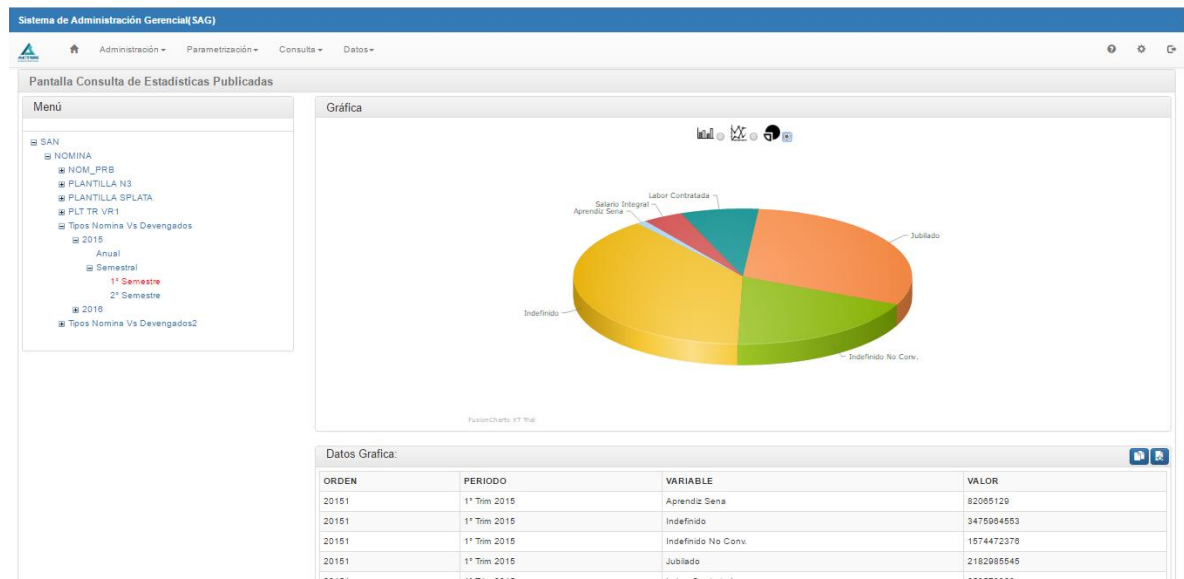 Sistema de Administración Gerencial(SAG)
ACTSIS
Administración
Parametrización
Consulta
Datos
Pantalla Consulta de Estadísticas Publicadas
Menú
SAN
NOMINA
NOM_PRB
PLANTILLA N3
PLANTILLA SPLATA
PLT TR VR1
Tipos Nomina Vs Devengados
2015
Anual
Semestral
1° Semestre
2° Semestre
2016
Tipos Nomina Vs Devengados2
Gráfica
Labor Contratada
Salario Integral
Aprendiz Sena
Jubilado
Indefinido
Indefinido No Conv.
FusionCharts XT Trial
Datos Grafica:
ORDEN PERIODO VARIABLE VALOR
20151 1° Trim 2015 Aprendiz Sena 82065129
20151 1° Trim 2015 Indefinido 3475964553
20151 1° Trim 2015 Indefinido No Conv. 1574472376
20151 1° Trim 2015 Jubilado 2182985545